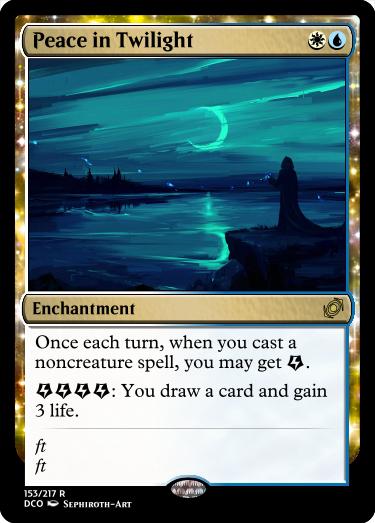 Peace in Twilight
Enchantment
Once each turn, when you cast a
noncreature spell, you may get .
: You draw a card and gain
3 life.
ft
ft
153/217 R
DCO Sephiroth-Art